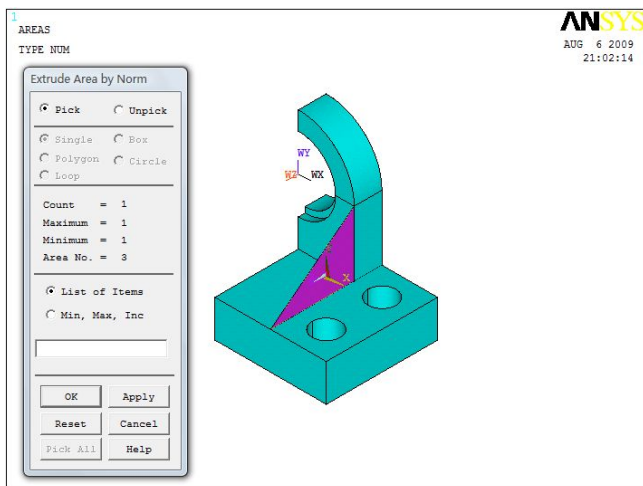 1
AREAS
TYPE NUM
ANSYS
AUG 6 2009
21:02:14
Extrude Area by Norm
Pick Unpick
Single Box
Polygon Circle
Loop
Count = 1
Maximum = 1
Minimum = 1
Area No. = 3
List of Items
Min, Max, Inc
OK Apply
Reset Cancel
Pick All Help
WY
WZ WX
X